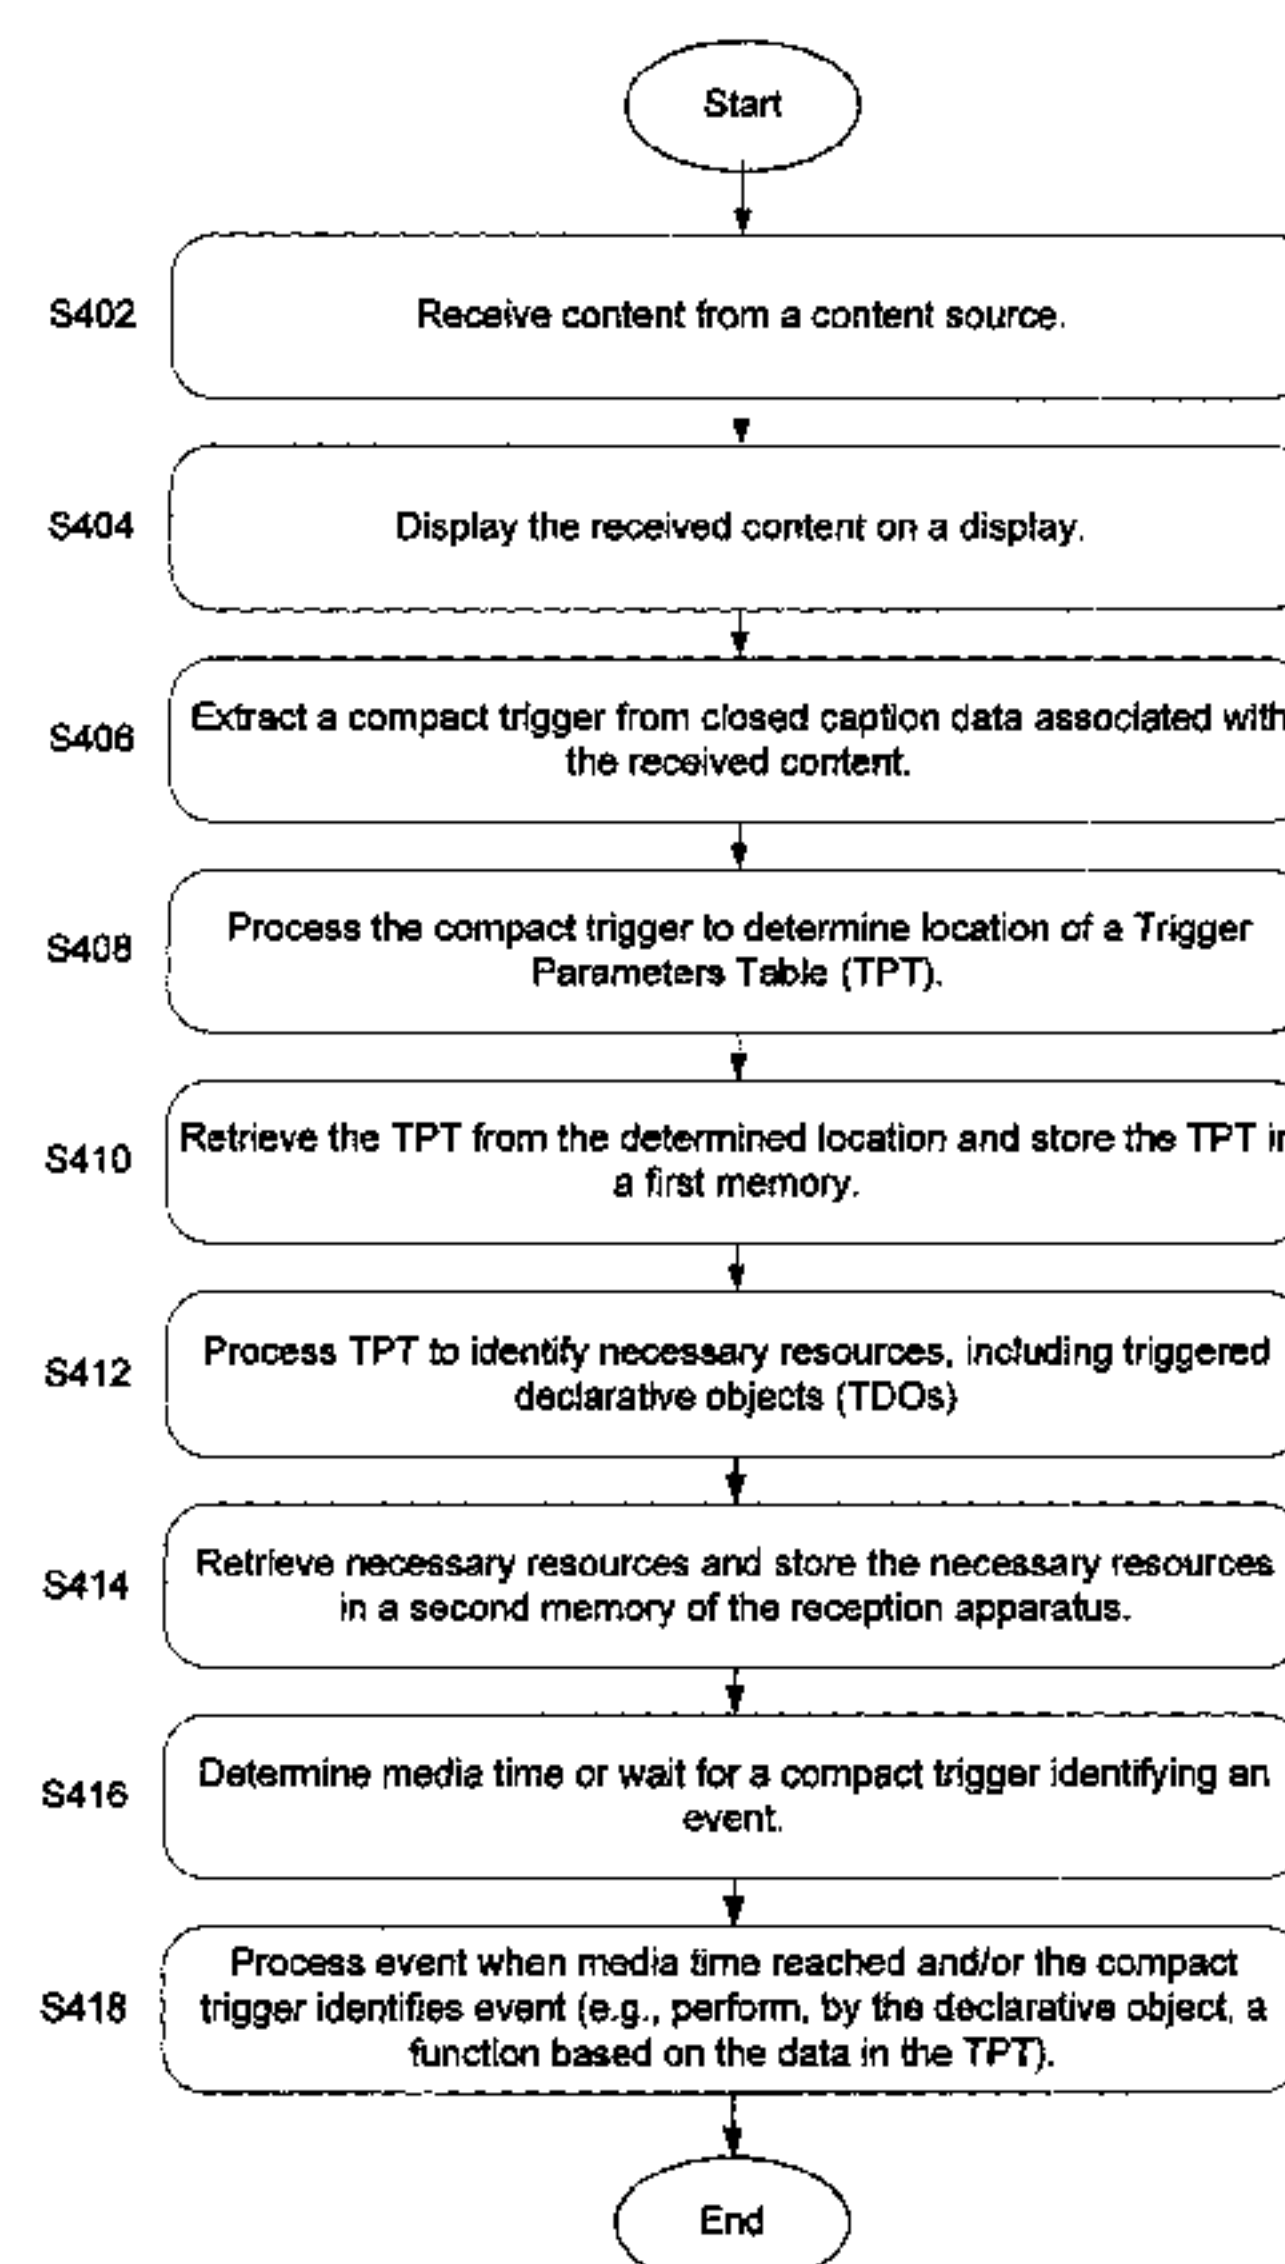 Start
S402
Receive content from a content source.
S404
Display the received content on a display.
S406
Extract a compact trigger from closed caption data associated with
the received content.
S408
Process the compact trigger to determine location of a Trigger
Parameters Table (TPT).
S410
Retrieve the TPT from the determined location and store the TPT in
a first memory.
S412
Process TPT to identify necessary resources, including triggered
declarative objects (TDOs)
S414
Retrieve necessary resources and store the necessary resources
in a second memory of the reception apparatus.
S416
Determine media time or wait for a compact trigger identifying an
event.
S418
Process event when media time reached and/or the compact
trigger identifies event (e.g., perform, by the declarative object, a
function based on the data in the TPT).
End